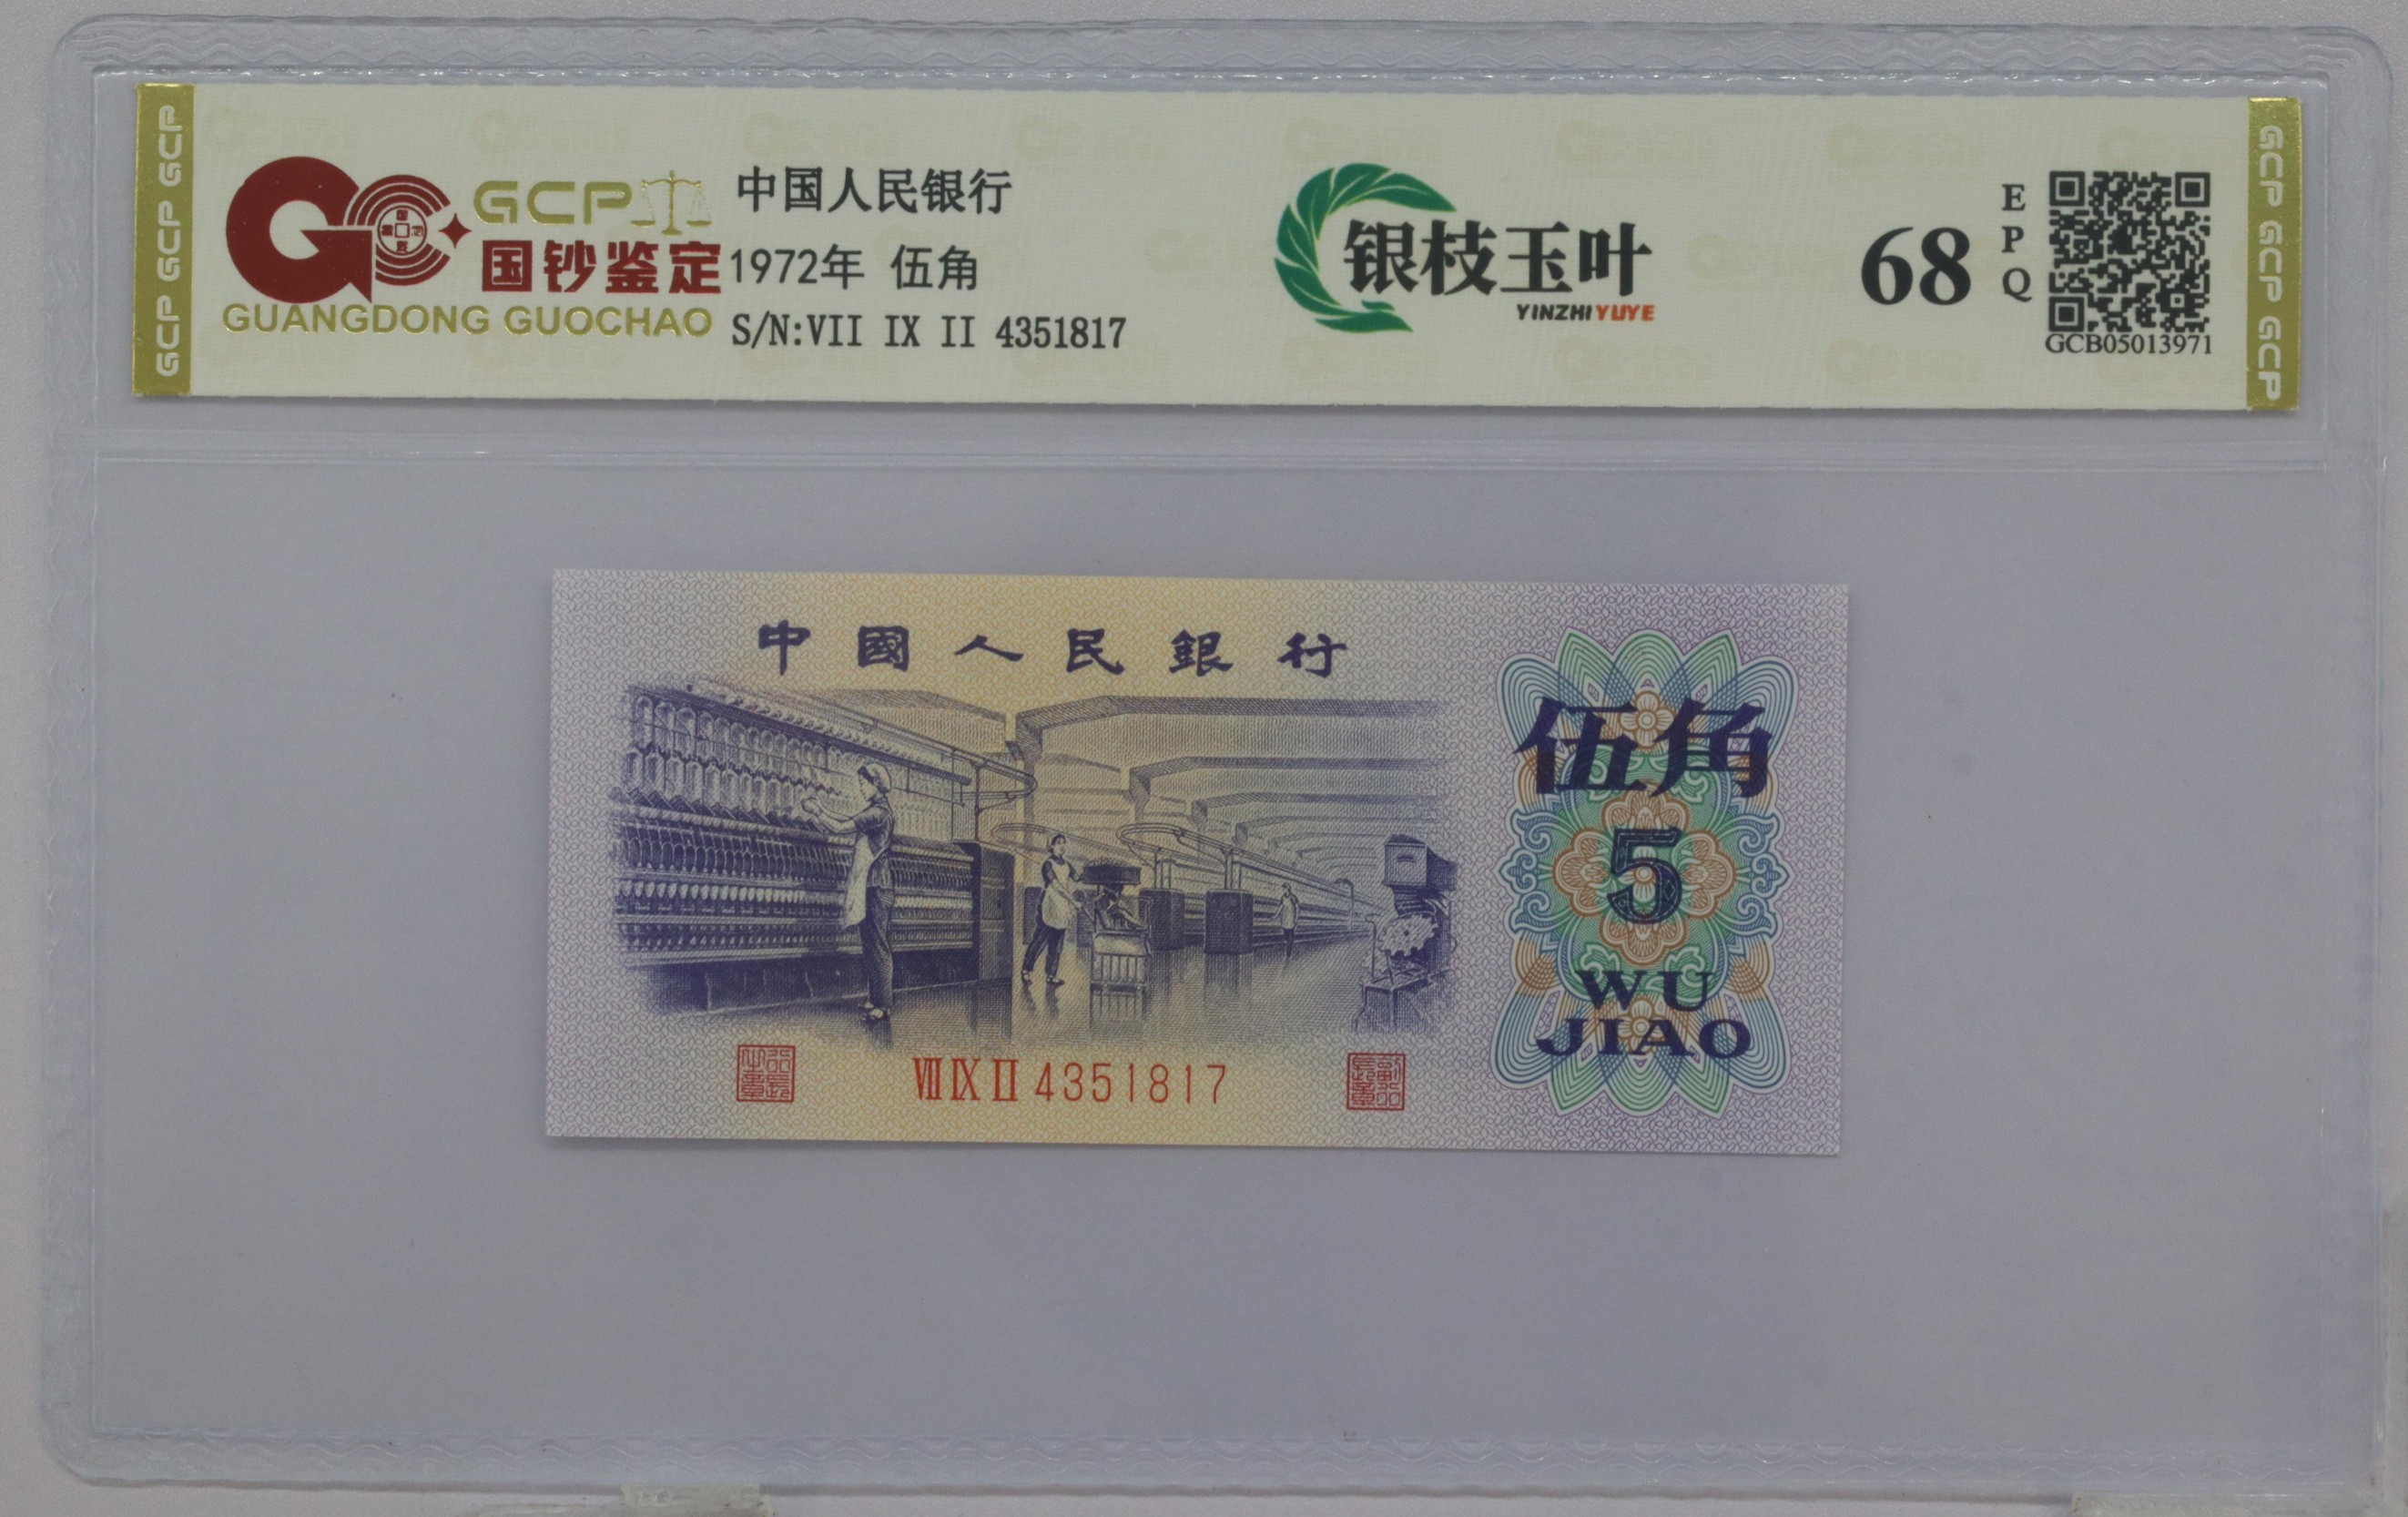 GCP GCP GCP
GCP
国钞鉴定
GUANGDONG GUOCHAO
中国人民银行
1972年 伍角
S/N:VII IX II 4351817
银枝玉叶
YINZHIYUYE
68
EPQ
GCB05013971
GCP GCP GCP
中國人民銀行
伍角
5
WU
JIAO
VII IX II 4351817